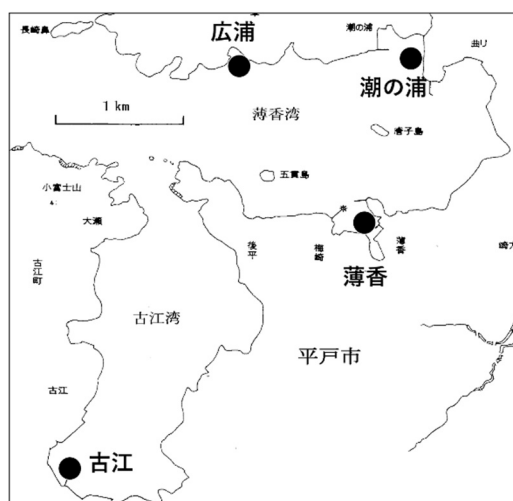 長崎鼻
広浦
潮の浦
曲り
潮の浦
1 km
薄香湾
着子島
五貫島
小富士山
大瀬
後平
梅崎
薄香
古江町
薄香
古江湾
平戸市
古江
古江